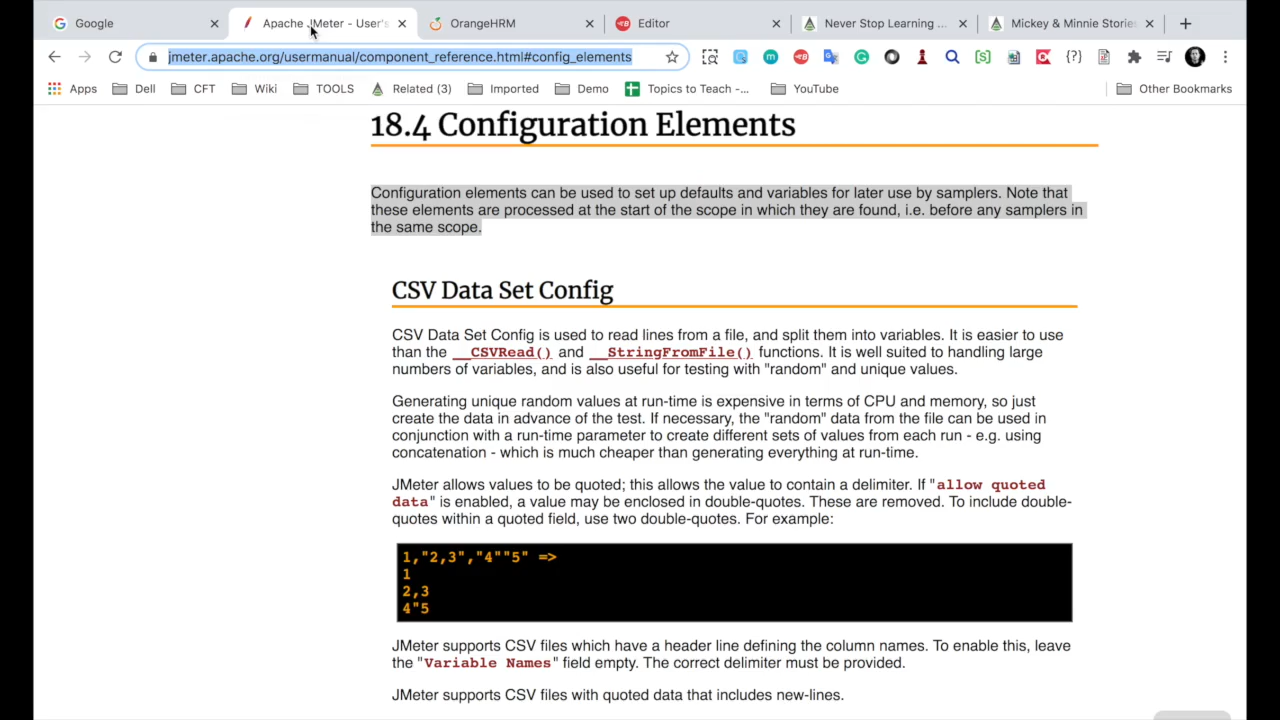 Google
Apache JMeter - User's
OrangeHRM
Editor
Never Stop Learning ...
Mickey & Minnie Stories
jmeter.apache.org/usermanual/component_reference.html#config_elements
Apps
Dell
CFT
Wiki
TOOLS
Related (3)
Imported
Demo
Topics to Teach -...
YouTube
Other Bookmarks
18.4 Configuration Elements
Configuration elements can be used to set up defaults and variables for later use by samplers. Note that
these elements are processed at the start of the scope in which they are found, i.e. before any samplers in
the same scope.
CSV Data Set Config
CSV Data Set Config is used to read lines from a file, and split them into variables. It is easier to use
than the __CSVRead() and __StringFromFile() functions. It is well suited to handling large
numbers of variables, and is also useful for testing with "random" and unique values.
Generating unique random values at run-time is expensive in terms of CPU and memory, so just
create the data in advance of the test. If necessary, the "random" data from the file can be used in
conjunction with a run-time parameter to create different sets of values from each run - e.g. using
concatenation - which is much cheaper than generating everything at run-time.
JMeter allows values to be quoted; this allows the value to contain a delimiter. If "allow quoted
data" is enabled, a value may be enclosed in double-quotes. These are removed. To include double-
quotes within a quoted field, use two double-quotes. For example:
1,"2,3","4""5" =>
1
2,3
4"5
JMeter supports CSV files which have a header line defining the column names. To enable this, leave
the "Variable Names" field empty. The correct delimiter must be provided.
JMeter supports CSV files with quoted data that includes new-lines.